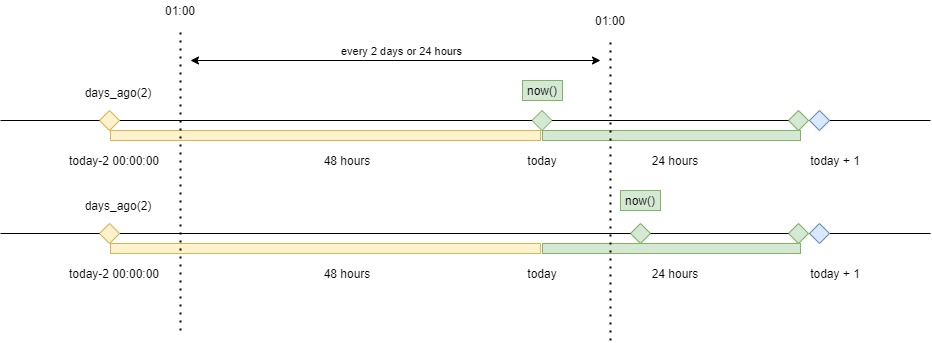 01:00
01:00
every 2 days or 24 hours
days_ago(2)
now()
today-2 00:00:00
48 hours
today
24 hours
today + 1
days_ago(2)
now()
today-2 00:00:00
48 hours
today
24 hours
today + 1